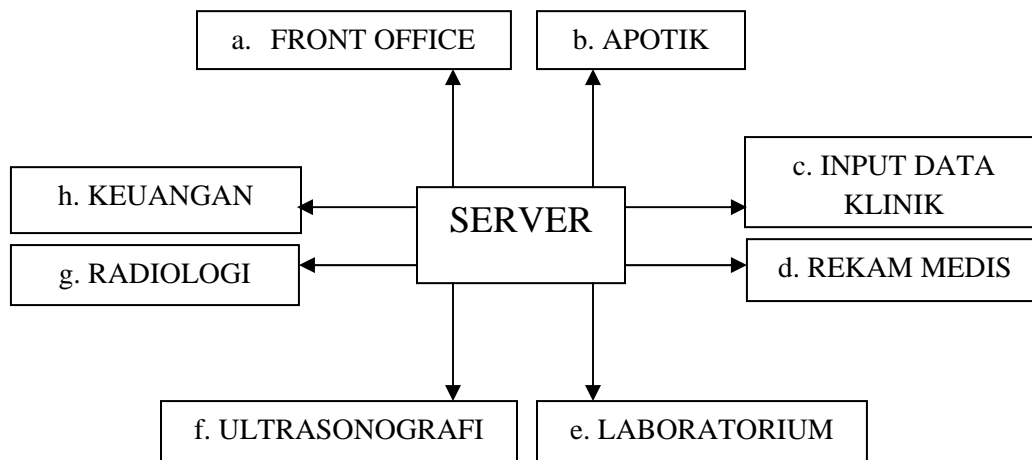 a. FRONT OFFICE
b. APOTIK
c. INPUT DATA
KLINIK
h. KEUANGAN
SERVER
g. RADIOLOGI
d. REKAM MEDIS
f. ULTRASONOGRAFI
e. LABORATORIUM